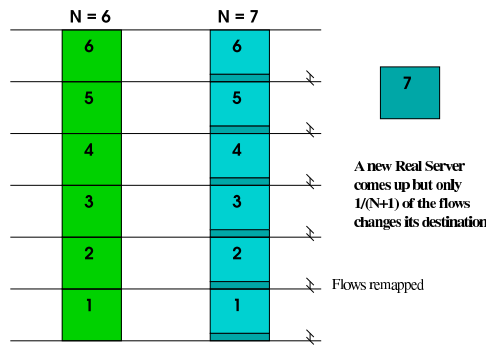 N = 6
N = 7
6
6
7
5
5
4
4
A new Real Server
comes up but only
1/(N+1) of the flows
changes its destination
3
3
2
2
Flows remapped
1
1